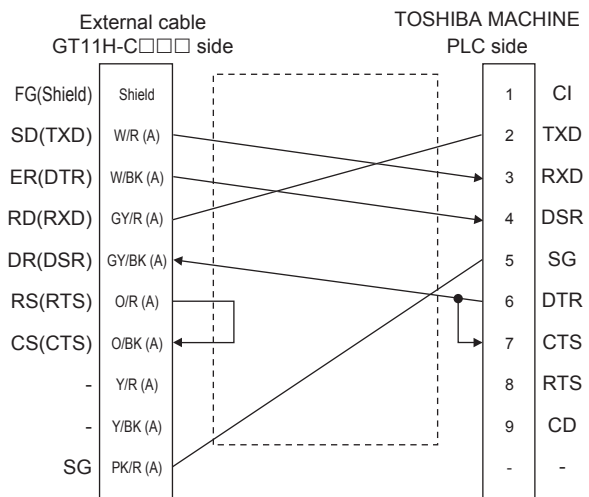 External cable TOSHIBA MACHINE
GT11H-C□□□ side PLC side
FG(Shield) Shield 1 CI
SD(TXD) W/R (A) 2 TXD
ER(DTR) W/BK (A) 3 RXD
RD(RXD) GY/R (A) 4 DSR
DR(DSR) GY/BK (A) 5 SG
RS(RTS) O/R (A) 6 DTR
CS(CTS) O/BK (A) 7 CTS
- Y/R (A) 8 RTS
- Y/BK (A) 9 CD
SG PK/R (A) - -